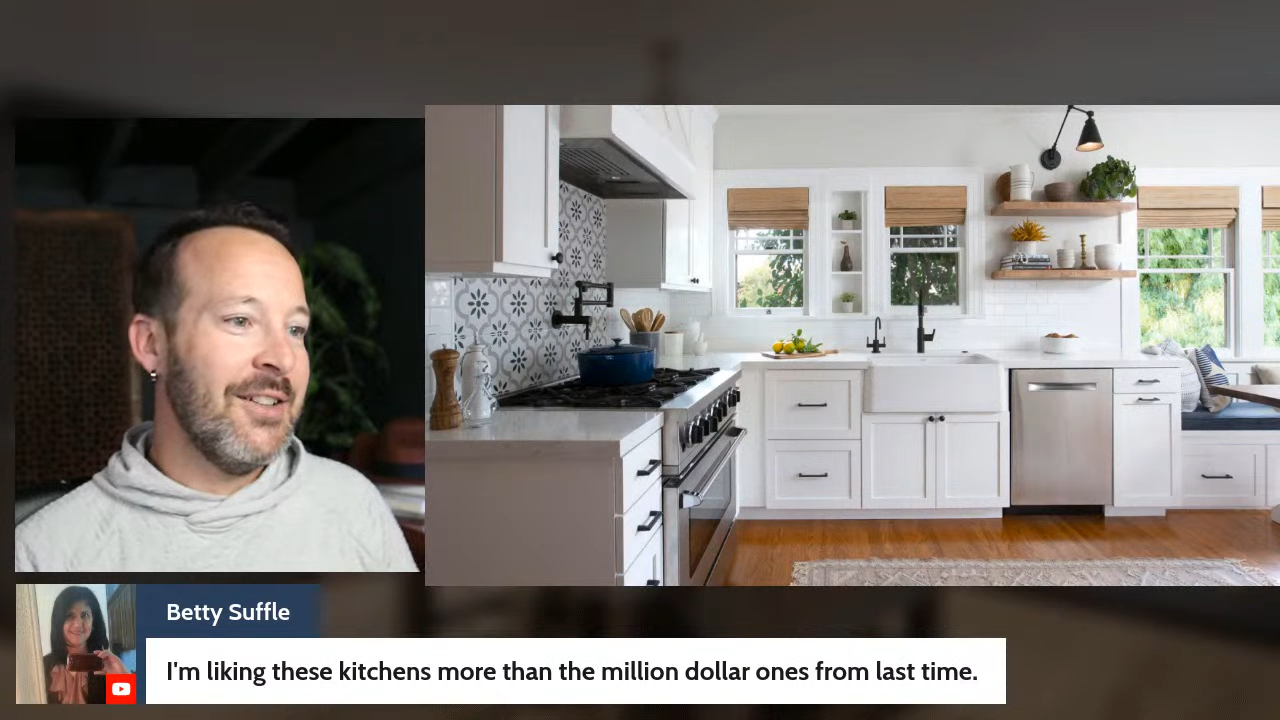 Betty Suffle
I'm liking these kitchens more than the million dollar ones from last time.